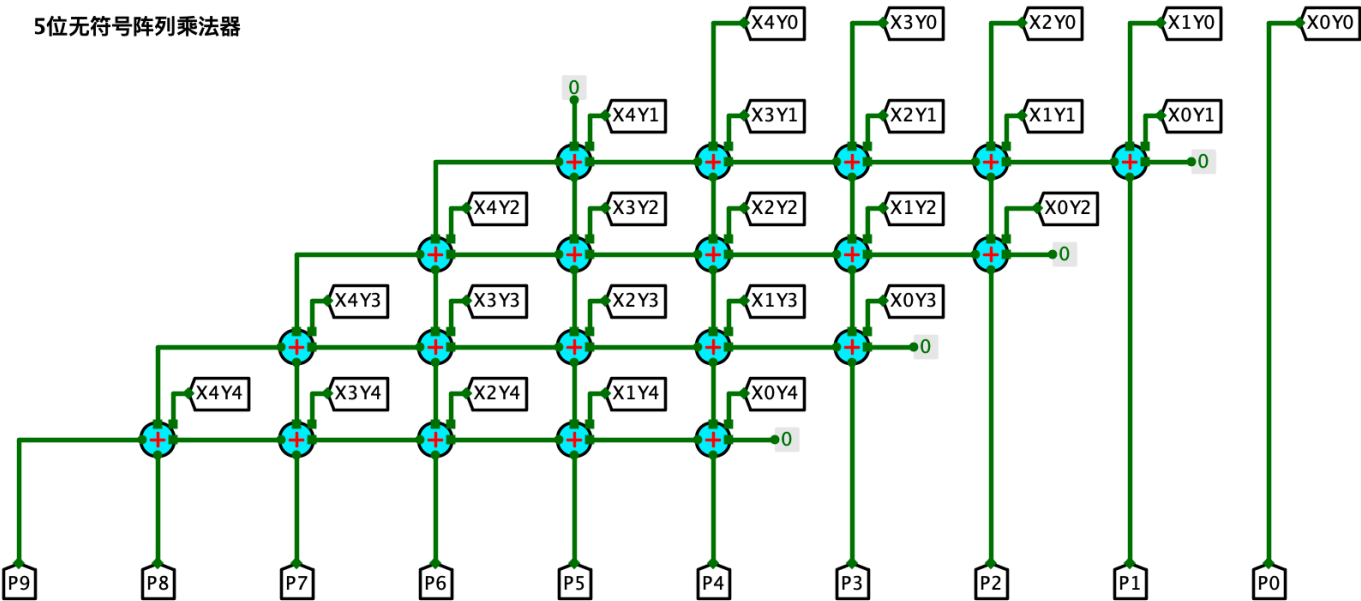 5位无符号阵列乘法器
X4Y0 X3Y0 X2Y0 X1Y0 X0Y0
0
X4Y1 X3Y1 X2Y1 X1Y1 X0Y1
+ + + + + 0
X4Y2 X3Y2 X2Y2 X1Y2 X0Y2
+ + + + + 0
X4Y3 X3Y3 X2Y3 X1Y3 X0Y3
+ + + + + 0
X4Y4 X3Y4 X2Y4 X1Y4 X0Y4
+ + + + + 0
P9 P8 P7 P6 P5 P4 P3 P2 P1 P0